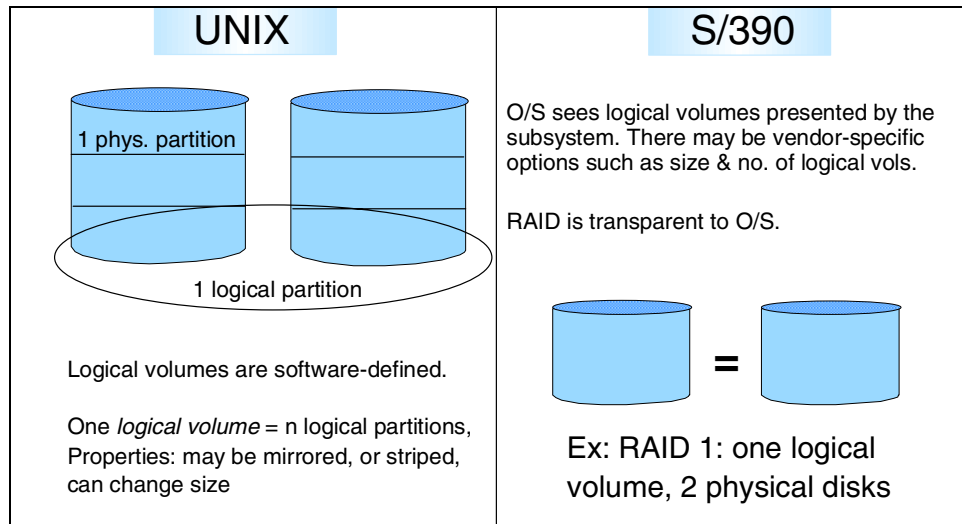 UNIX
1 phys. partition
1 logical partition
Logical volumes are software-defined.
One logical volume = n logical partitions,
Properties: may be mirrored, or striped,
can change size
S/390
O/S sees logical volumes presented by the
subsystem. There may be vendor-specific
options such as size & no. of logical vols.
RAID is transparent to O/S.
=
Ex: RAID 1: one logical
volume, 2 physical disks